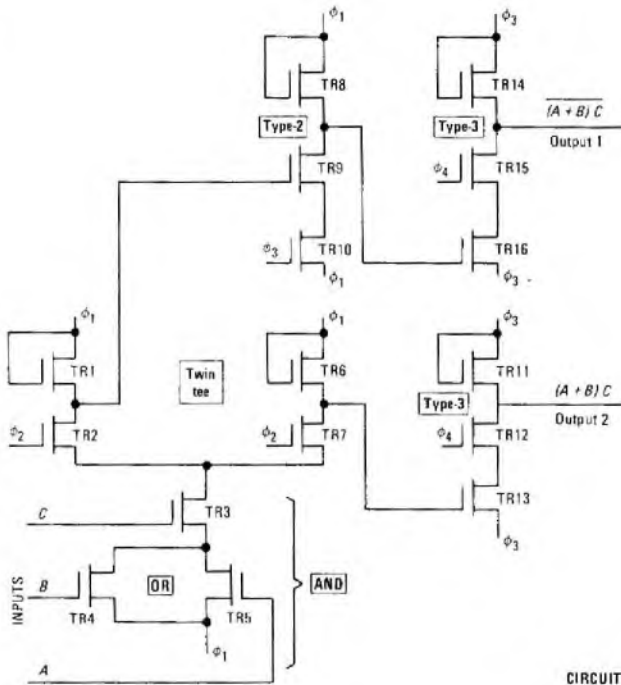 ϕ1
ϕ3
TR8
TR14
(A + B) C
Type-2
Type-3
Output 1
TR9
ϕ4
TR15
ϕ3
TR10
TR16
ϕ1
ϕ3
ϕ1
ϕ1
ϕ3
TR1
Twin
tee
TR6
TR11
(A + B) C
Type-3
Output 2
ϕ2
TR2
ϕ2
TR7
ϕ4
TR12
C
TR3
TR13
ϕ3
INPUTS
B
OR
AND
TR4
TR5
ϕ1
A
CIRCUIT